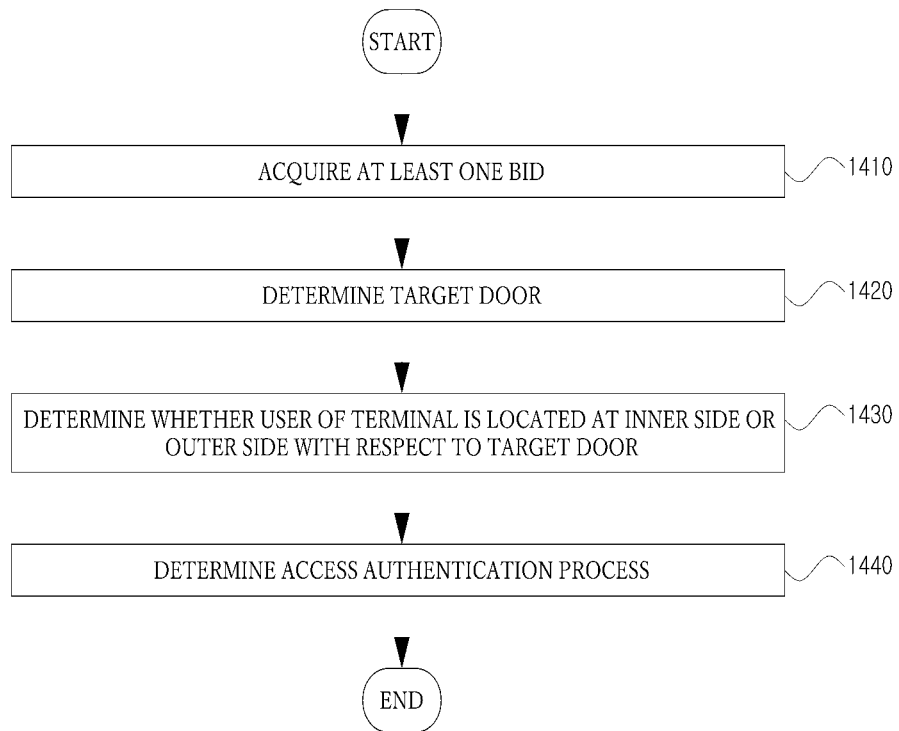 START
ACQUIRE AT LEAST ONE BID
1410
DETERMINE TARGET DOOR
1420
DETERMINE WHETHER USER OF TERMINAL IS LOCATED AT INNER SIDE OR
OUTER SIDE WITH RESPECT TO TARGET DOOR
1430
DETERMINE ACCESS AUTHENTICATION PROCESS
1440
END